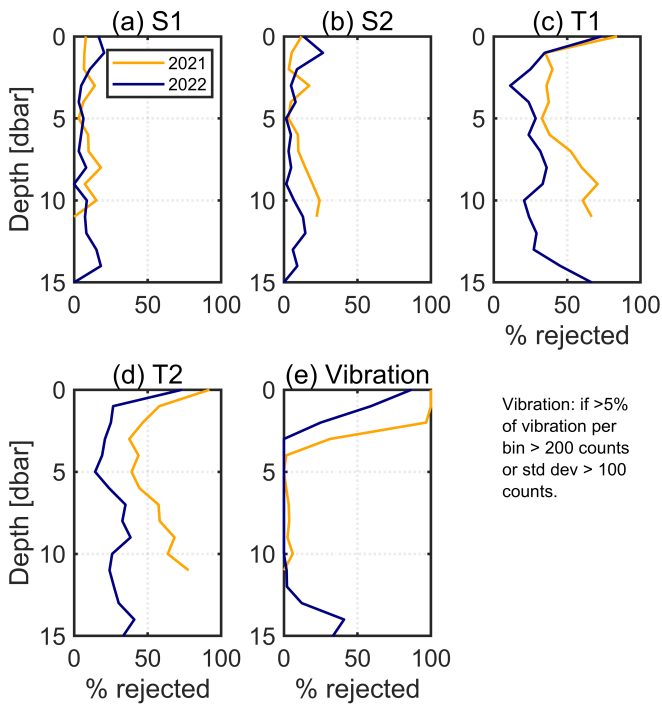 (a) S1
(b) S2
(c) T1
0
5
10
15
Depth [dbar]
2021
2022
0
50
100
0
5
10
15
0
50
100
0
5
10
15
0
50
100
% rejected
(d) T2
(e) Vibration
0
5
10
15
Depth [dbar]
0
50
100
% rejected
0
5
10
15
0
50
100
% rejected
Vibration: if >5%
of vibration per
bin > 200 counts
or std dev > 100
counts.